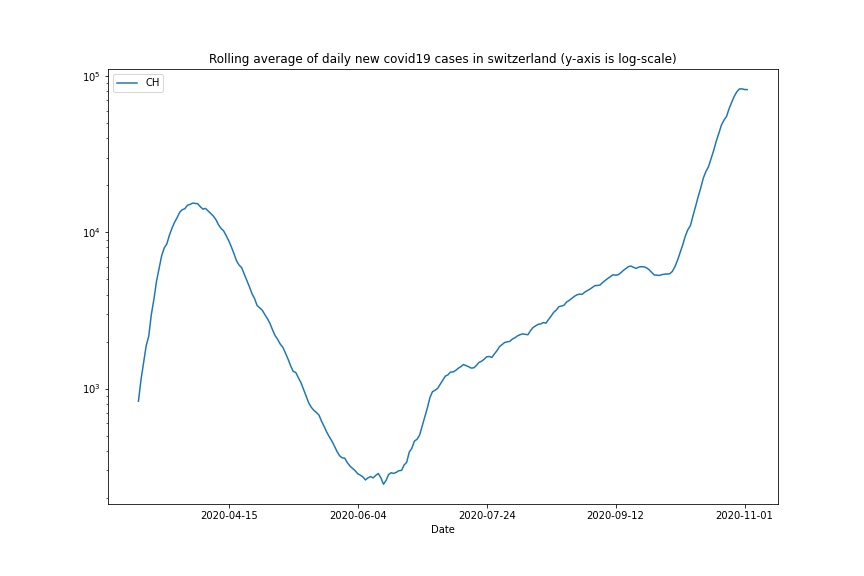 Rolling average of daily new covid19 cases in switzerland (y-axis is log-scale)
CH
10⁵
10⁴
10³
2020-04-15 2020-06-04 2020-07-24 2020-09-12 2020-11-01
Date